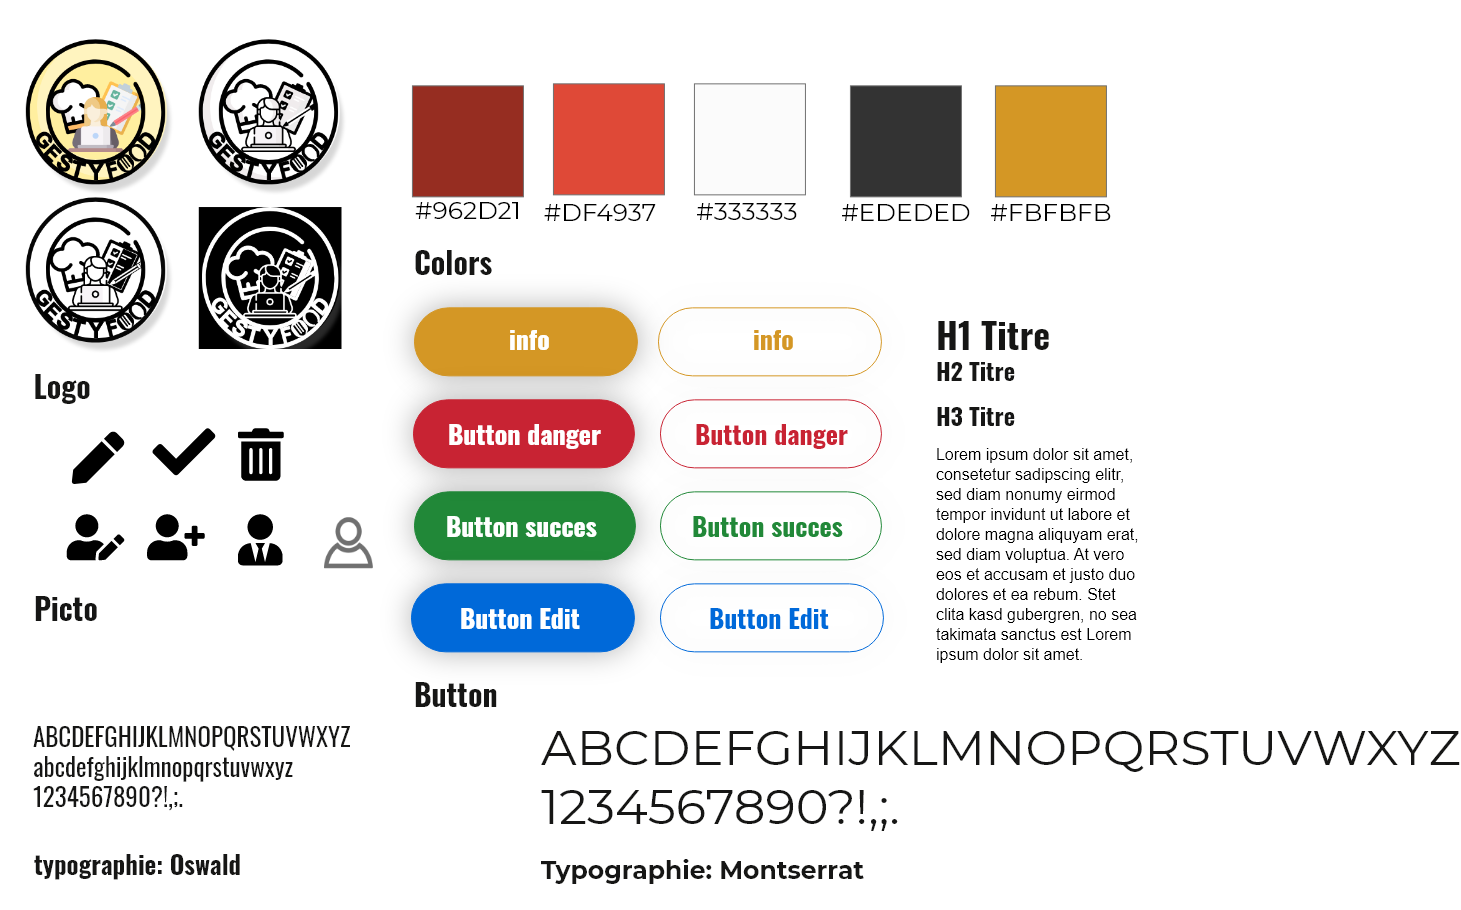 GESTYFOOD
GESTYFOOD
GESTYFOOD
GESTYFOOD
Logo
Picto
#962D21
#DF4937
#333333
#EDEDED
#FBFBFB
Colors
info
info
Button danger
Button danger
Button succes
Button succes
Button Edit
Button Edit
Button
H1 Titre
H2 Titre
H3 Titre
Lorem ipsum dolor sit amet,
consetetur sadipscing elitr,
sed diam nonumy eirmod
tempor invidunt ut labore et
dolore magna aliquyam erat,
sed diam voluptua. At vero
eos et accusam et justo duo
dolores et ea rebum. Stet
clita kasd gubergren, no sea
takimata sanctus est Lorem
ipsum dolor sit amet.
ABCDEFGHIJKLMNOPQRSTUVWXYZ
abcdefghijklmnopqrstuvwxyz
1234567890?!,;.
typographie: Oswald
ABCDEFGHIJKLMNOPQRSTUVWXYZ
1234567890?!,;.
Typographie: Montserrat